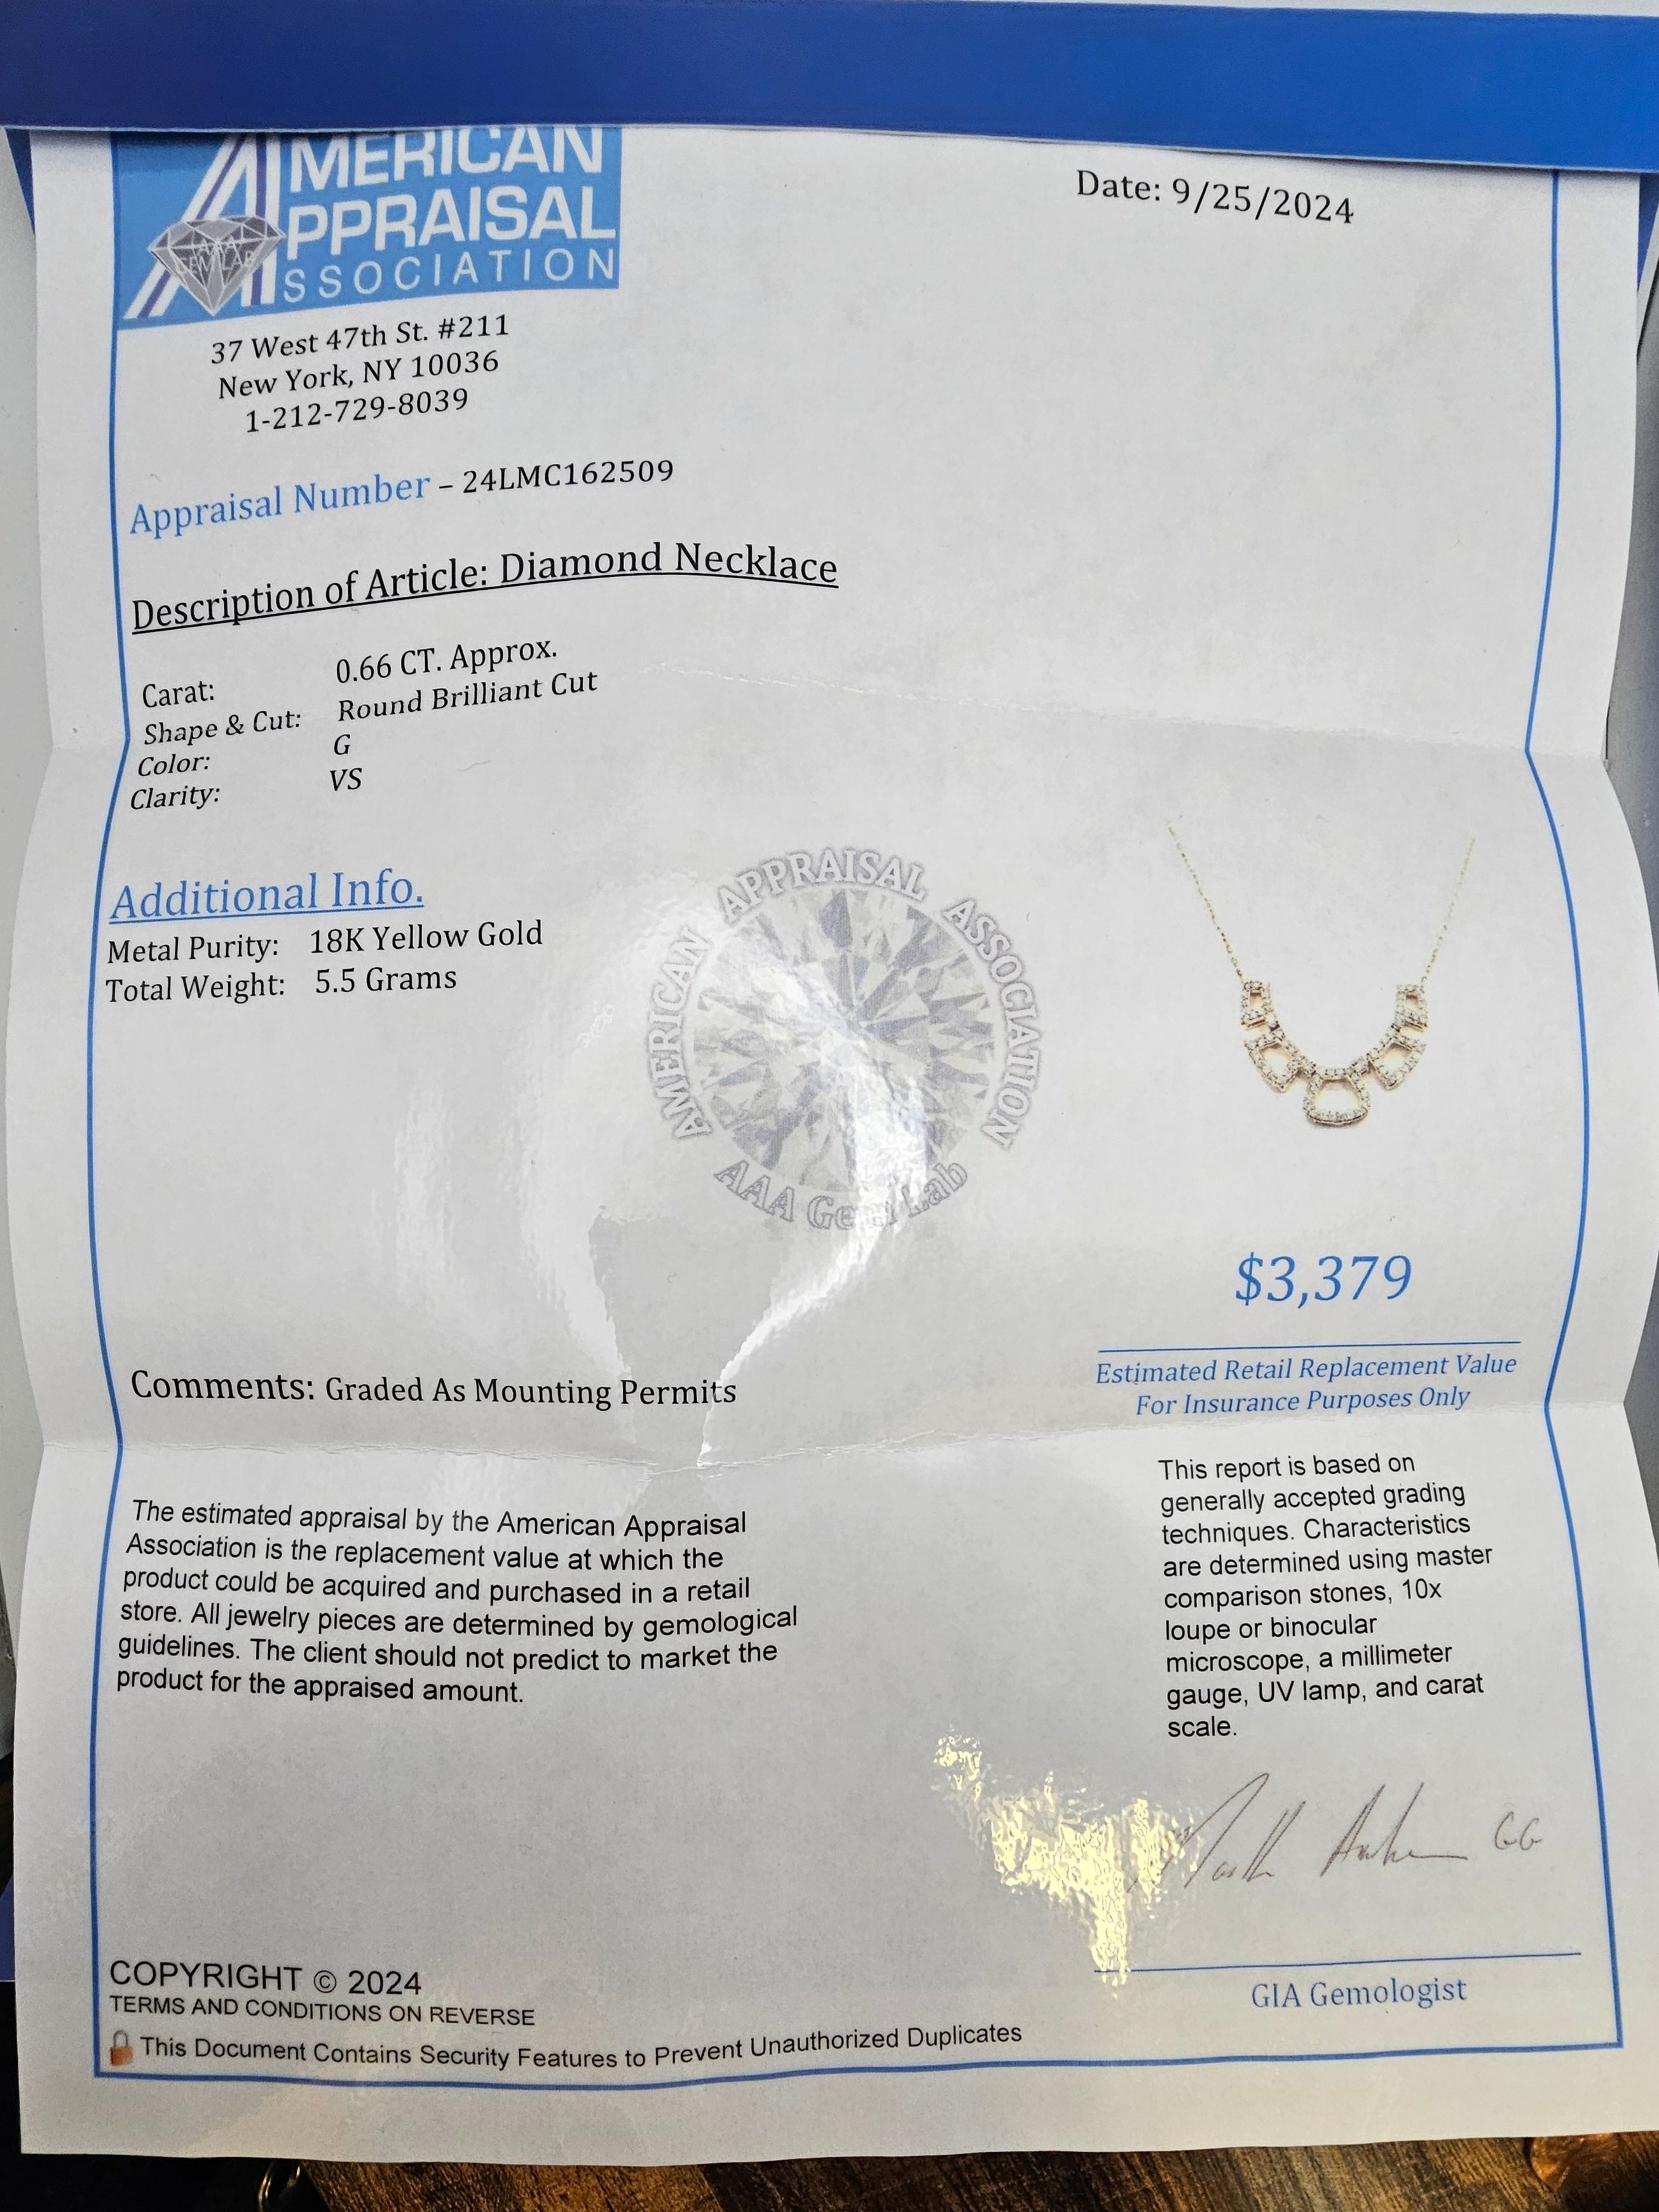 AMERICAN
APPRAISAL
ASSOCIATION
AAA
GEM LAB
Date: 9/25/2024
37 West 47th St. #211
New York, NY 10036
1-212-729-8039
Appraisal Number – 24LMC162509
Description of Article: Diamond Necklace
Carat: 0.66 CT. Approx.
Shape & Cut: Round Brilliant Cut
Color: G
Clarity: VS
Additional Info.
Metal Purity: 18K Yellow Gold
Total Weight: 5.5 Grams
AMERICAN APPRAISAL ASSOCIATION
AAA Gem Lab
$3,379
Estimated Retail Replacement Value
For Insurance Purposes Only
Comments: Graded As Mounting Permits
The estimated appraisal by the American Appraisal
Association is the replacement value at which the
product could be acquired and purchased in a retail
store. All jewelry pieces are determined by gemological
guidelines. The client should not predict to market the
product for the appraised amount.
This report is based on
generally accepted grading
techniques. Characteristics
are determined using master
comparison stones, 10x
loupe or binocular
microscope, a millimeter
gauge, UV lamp, and carat
scale.
GG
GIA Gemologist
COPYRIGHT © 2024
TERMS AND CONDITIONS ON REVERSE
This Document Contains Security Features to Prevent Unauthorized Duplicates